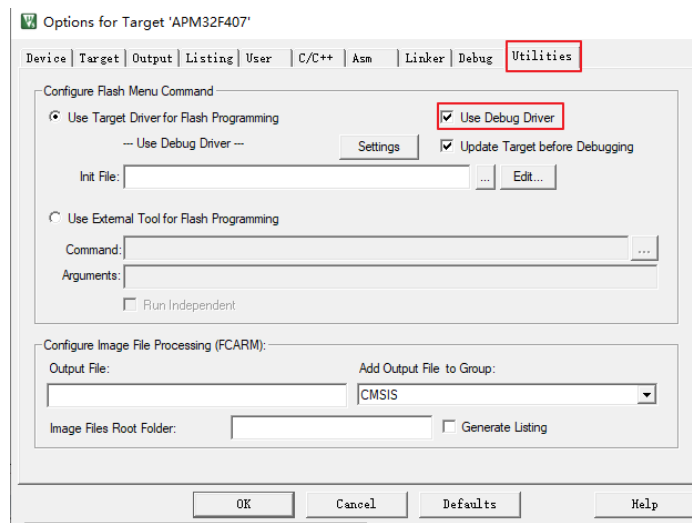 Options for Target 'APM32F407'
Device Target Output Listing User C/C++ Asm Linker Debug Utilities
Configure Flash Menu Command
Use Target Driver for Flash Programming Use Debug Driver
--- Use Debug Driver --- Settings Update Target before Debugging
Init File: ... Edit...
Use External Tool for Flash Programming
Command: ...
Arguments:
Run Independent
Configure Image File Processing (FCARM):
Output File: Add Output File to Group:
CMSIS
Image Files Root Folder: Generate Listing
OK Cancel Defaults Help